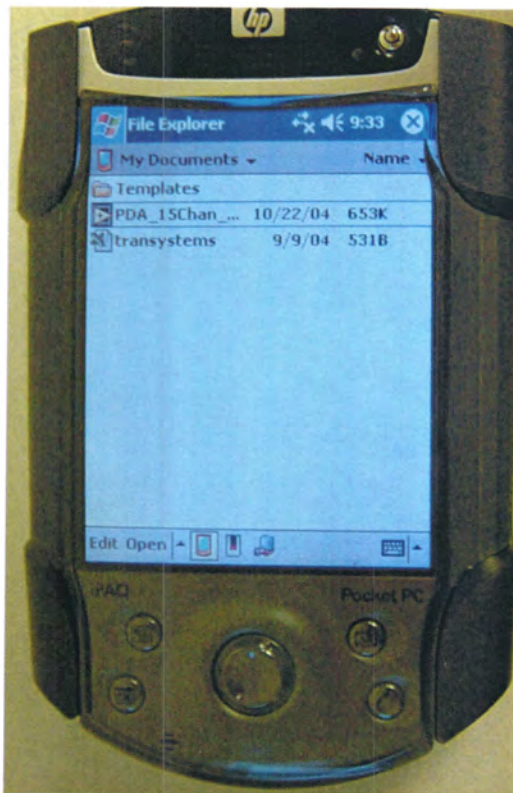 hp
File Explorer 9:33
My Documents Name
Templates
PDA_15Chan_... 10/22/04 653K
transystems 9/9/04 531B
Edit Open
iPAQ Pocket PC